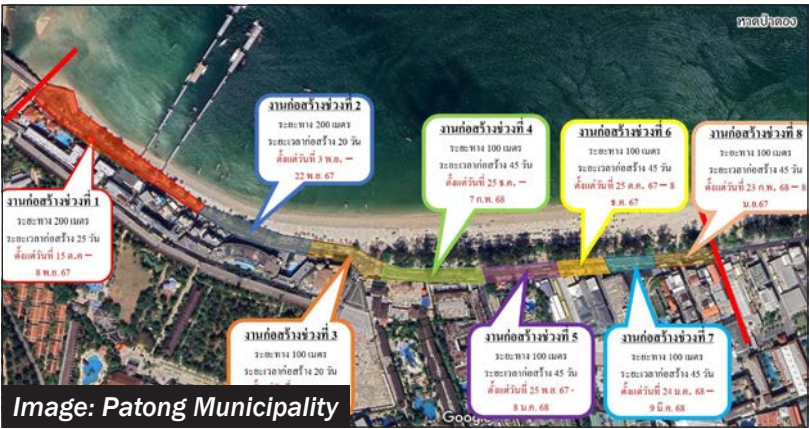 หาดป่าตอง
งานก่อสร้างช่วงที่ 1
ระยะทาง 200 เมตร
ระยะเวลาก่อสร้าง 25 วัน
ตั้งแต่วันที่ 15 ต.ค –
8 พ.ย. 67
งานก่อสร้างช่วงที่ 2
ระยะทาง 200 เมตร
ระยะเวลาก่อสร้าง 20 วัน
ตั้งแต่วันที่ 3 พ.ย. –
22 พ.ย. 67
งานก่อสร้างช่วงที่ 3
ระยะทาง 100 เมตร
ระยะเวลาก่อสร้าง 20 วัน
งานก่อสร้างช่วงที่ 4
ระยะทาง 100 เมตร
ระยะเวลาก่อสร้าง 45 วัน
ตั้งแต่วันที่ 25 ธ.ค. –
7 ก.พ. 68
งานก่อสร้างช่วงที่ 5
ระยะทาง 100 เมตร
ระยะเวลาก่อสร้าง 45 วัน
ตั้งแต่วันที่ 25 พ.ย. 67 -
8 ม.ค. 68
งานก่อสร้างช่วงที่ 6
ระยะทาง 100 เมตร
ระยะเวลาก่อสร้าง 45 วัน
ตั้งแต่วันที่ 25 ต.ค. 67 – 8
ธ.ค. 67
งานก่อสร้างช่วงที่ 7
ระยะทาง 100 เมตร
ระยะเวลาก่อสร้าง 45 วัน
ตั้งแต่วันที่ 24 ม.ค. 68 –
9 มี.ค. 68
งานก่อสร้างช่วงที่ 8
ระยะทาง 100 เมตร
ระยะเวลาก่อสร้าง 45 วัน
ตั้งแต่วันที่ 23 ก.พ. 68 – 8
เม.ย.67
Google
Image: Patong Municipality